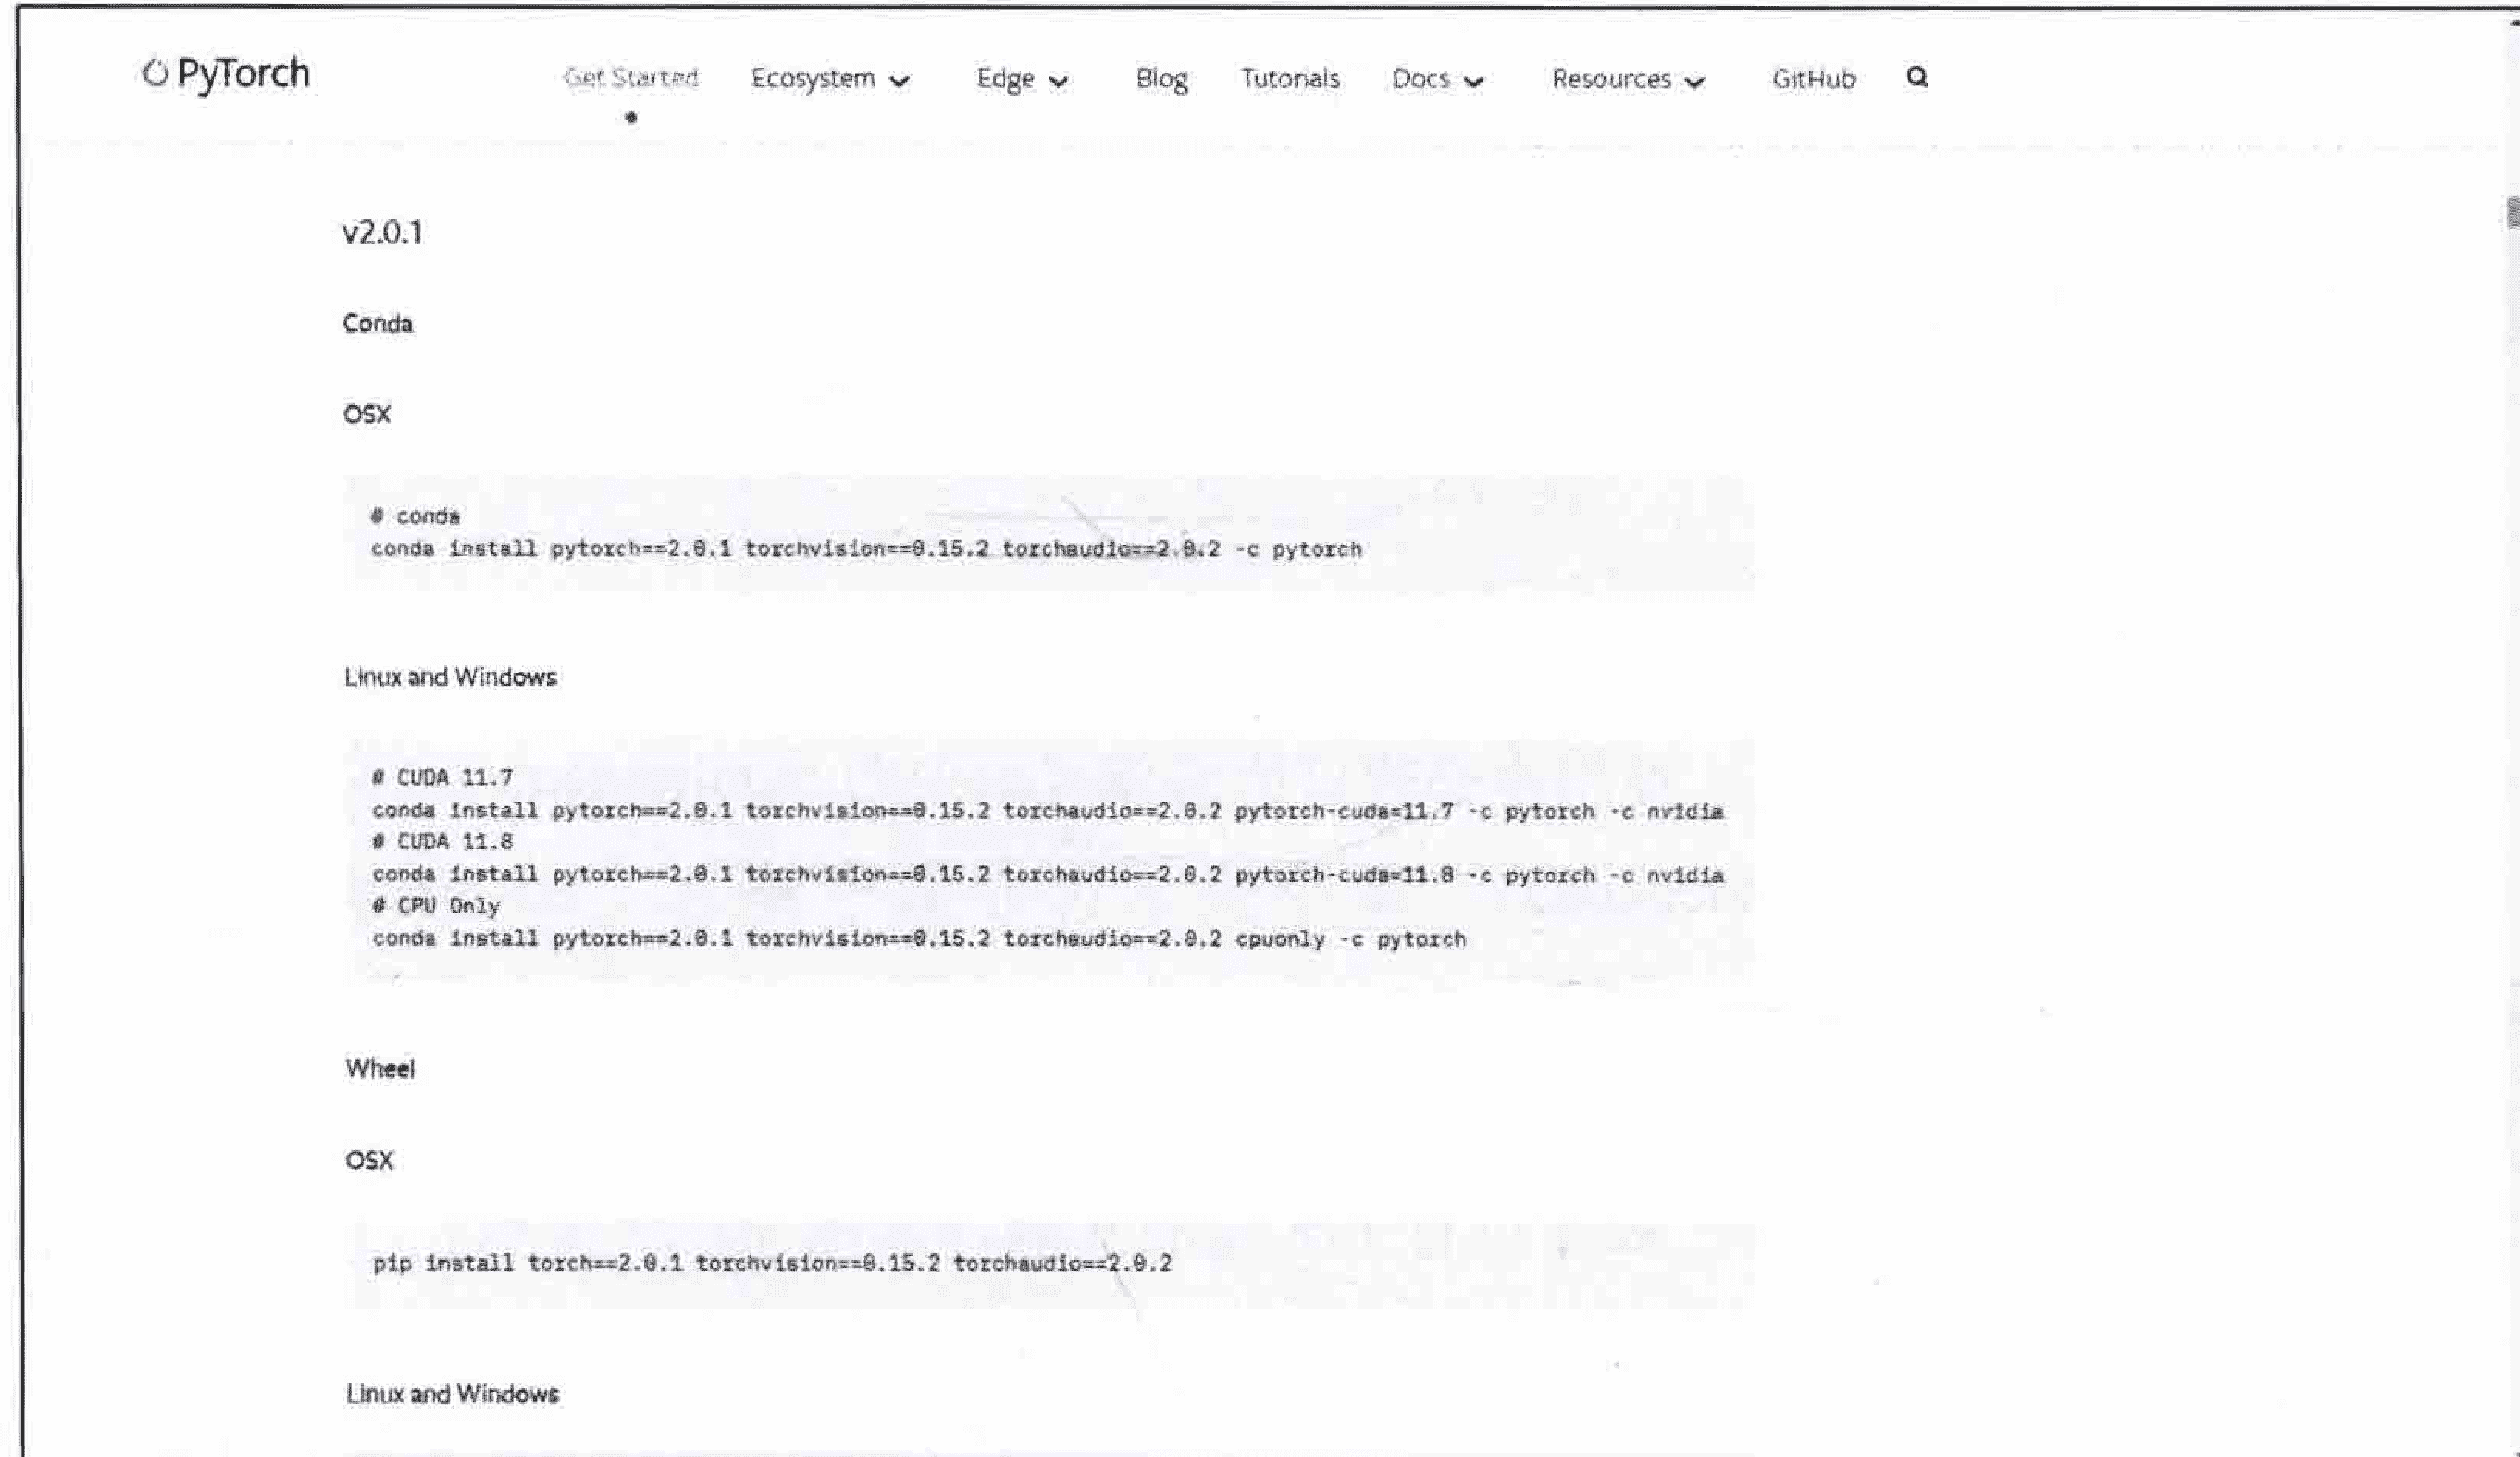 PyTorch
Get Started Ecosystem Edge Blog Tutorials Docs Resources GitHub
v2.0.1
Conda
OSX
# conda
conda install pytorch==2.0.1 torchvision==0.15.2 torchaudio==2.0.2 -c pytorch
Linux and Windows
# CUDA 11.7
conda install pytorch==2.0.1 torchvision==0.15.2 torchaudio==2.0.2 pytorch-cuda=11.7 -c pytorch -c nvidia
# CUDA 11.8
conda install pytorch==2.0.1 torchvision==0.15.2 torchaudio==2.0.2 pytorch-cuda=11.8 -c pytorch -c nvidia
# CPU Only
conda install pytorch==2.0.1 torchvision==0.15.2 torchaudio==2.0.2 cpuonly -c pytorch
Wheel
OSX
pip install torch==2.0.1 torchvision==0.15.2 torchaudio==2.0.2
Linux and Windows